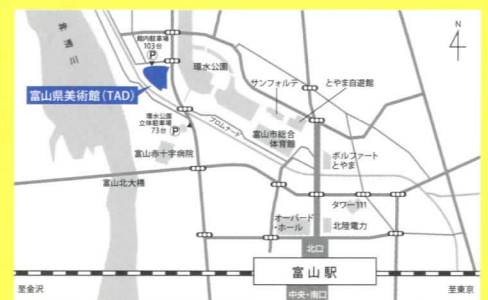 神通川
館内駐車場
103台
P
環水公園
サンフォルテ
とやま自遊館
N
富山県美術館(TAD)
環水公園
立体駐車場
73台
P
ブロムナーデ
富山市総合
体育館
富山赤十字病院
ボルファート
とやま
富山北大橋
タワー111
オーバード
・ホール
北陸電力
北口
富山駅
至金沢
中央・南口
至東京